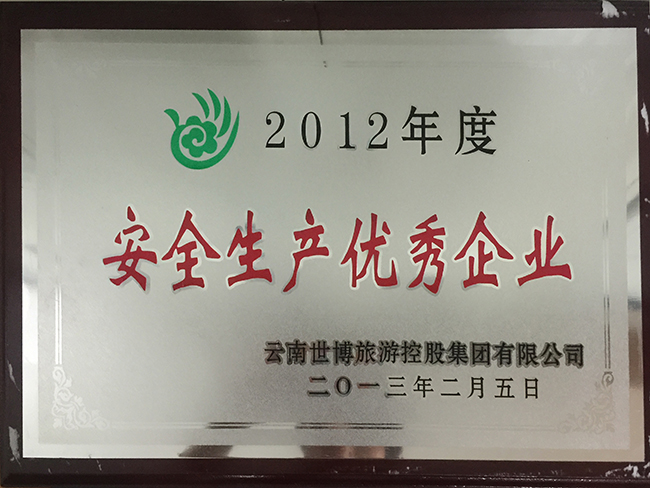 2012年度
安全生产优秀企业
云南世博旅游控股集团有限公司
二〇一三年二月五日